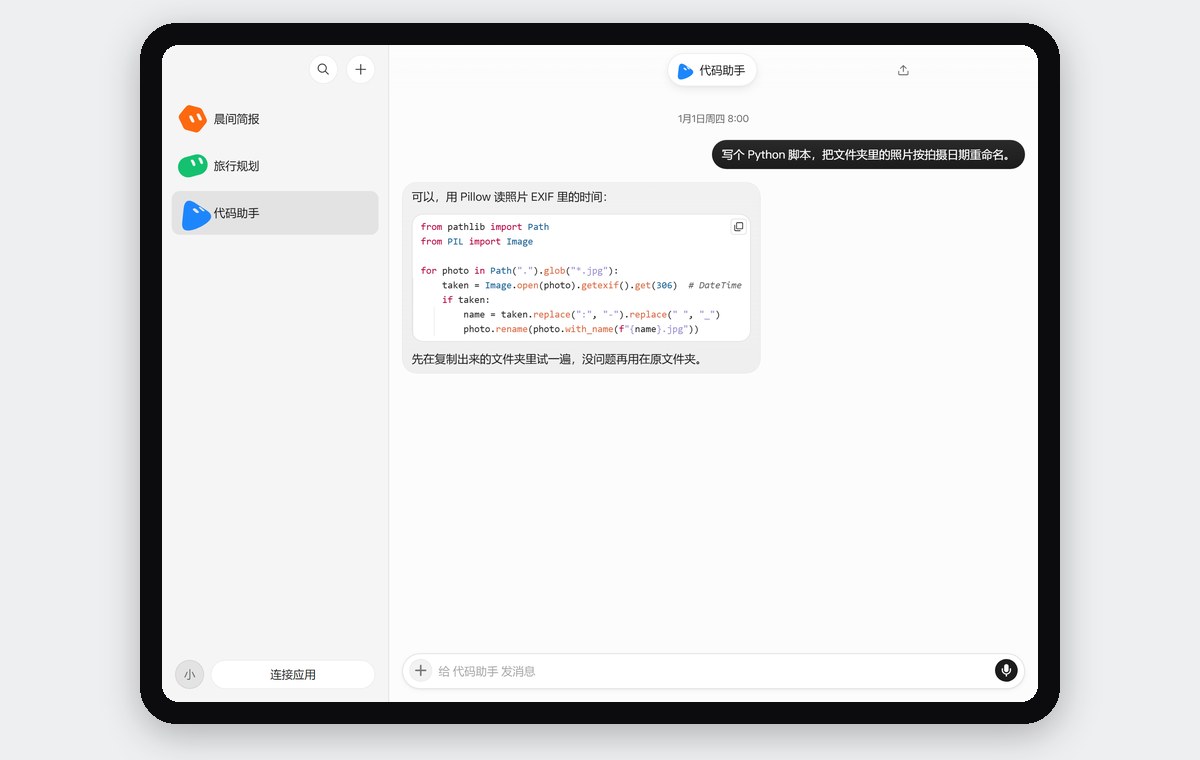 晨间简报
旅行规划
代码助手
小
连接应用
代码助手
1月1日周四 8:00
写个 Python 脚本，把文件夹里的照片按拍摄日期重命名。
可以，用 Pillow 读照片 EXIF 里的时间：
from pathlib import Path
from PIL import Image
for photo in Path(".").glob("*.jpg"):
    taken = Image.open(photo).getexif().get(306)  # DateTime
    if taken:
        name = taken.replace(":", "-").replace(" ", "_")
        photo.rename(photo.with_name(f"{name}.jpg"))
先在复制出来的文件夹里试一遍，没问题再用在原文件夹。
给 代码助手 发消息